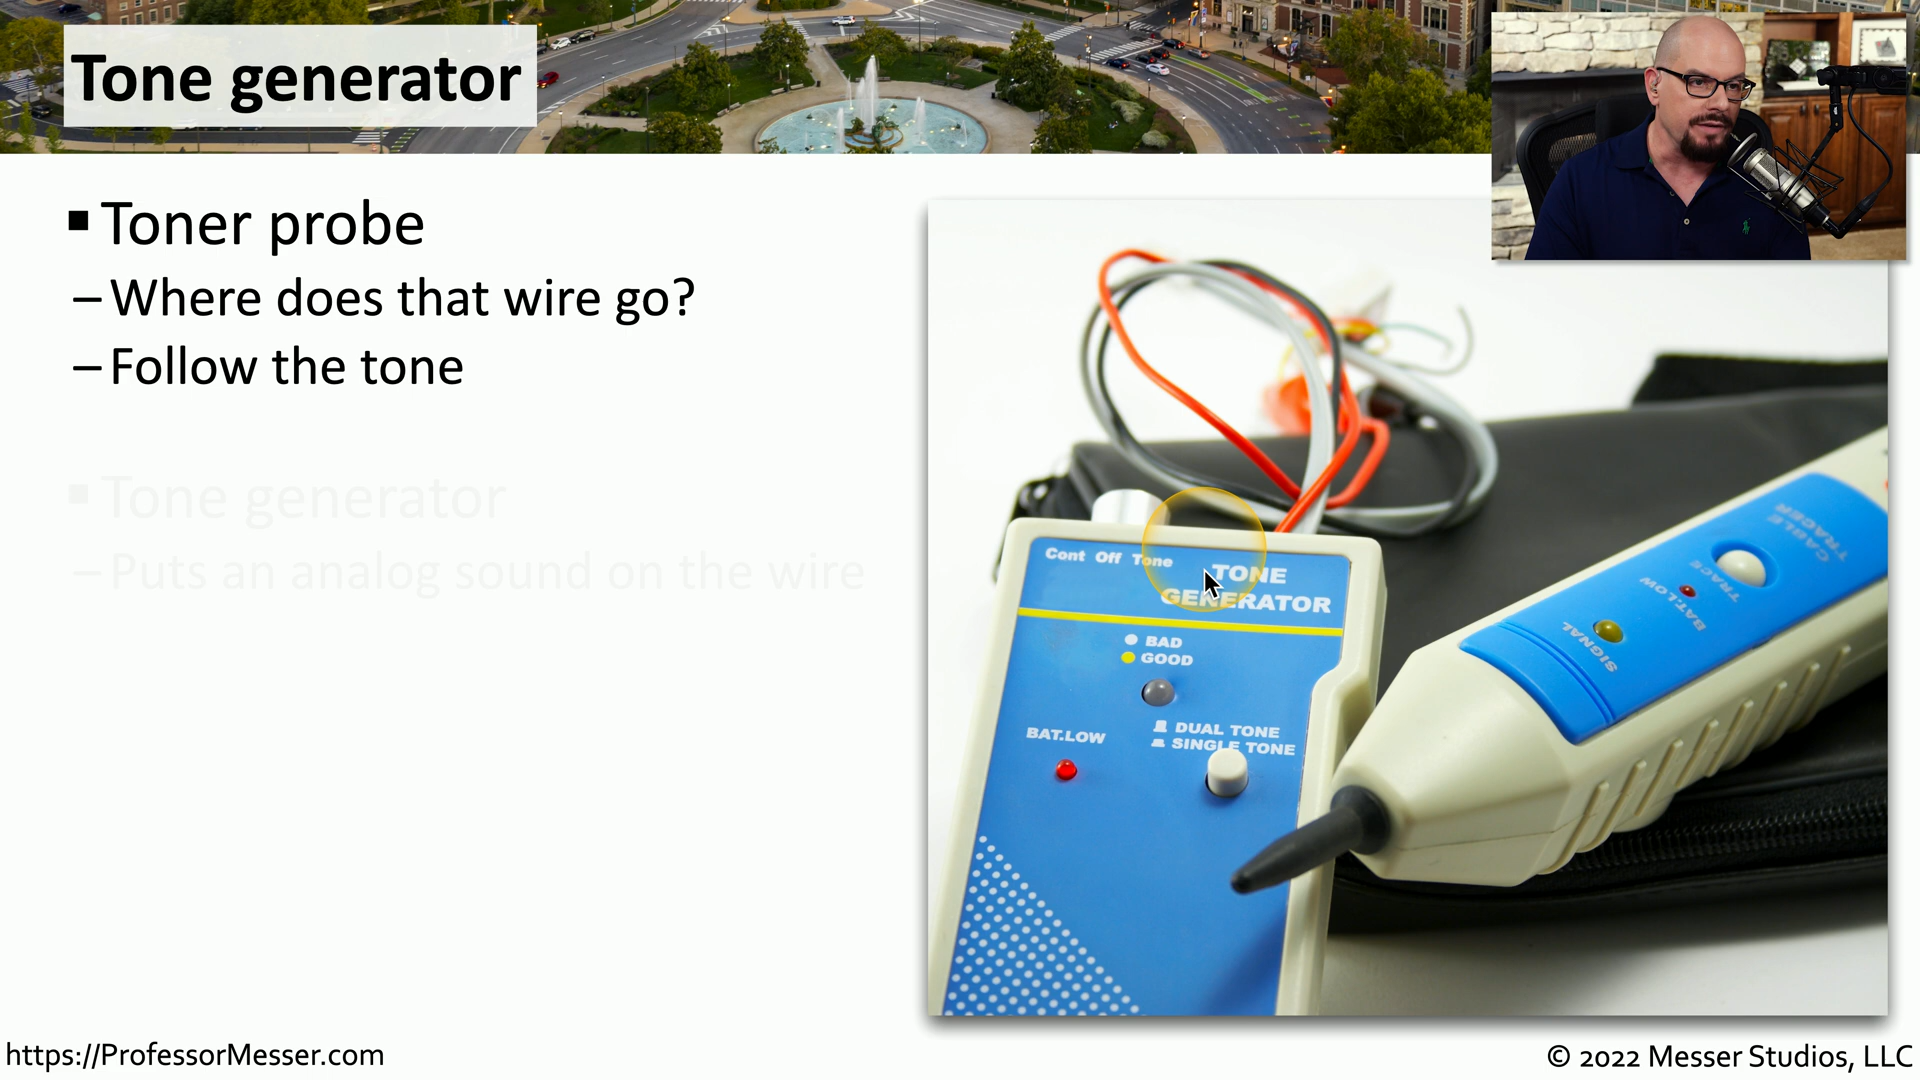 Tone generator
▪ Toner probe
– Where does that wire go?
– Follow the tone
▪ Tone generator
– Puts an analog sound on the wire
Cont Off Tone
TONE
GENERATOR
BAD
GOOD
BAT.LOW
DUAL TONE
SINGLE TONE
CABLE
TRACER
TRACE
BAT.LOW
SIGNAL
https://ProfessorMesser.com
© 2022 Messer Studios, LLC